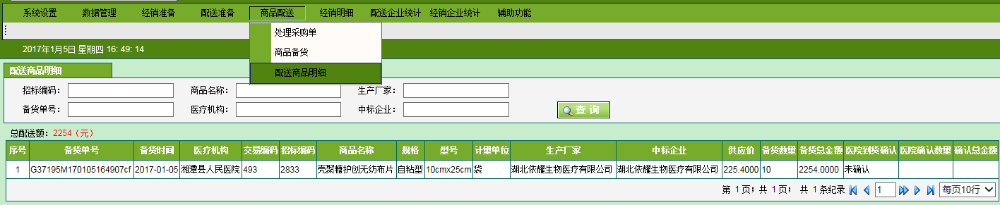 系统设置 数据管理 经销准备 配送准备 商品配送 经销明细 配送企业统计 经销企业统计 辅助功能
处理采购单
商品备货
配送商品明细
2017年1月5日 星期四 16: 49: 14
配送商品明细
招标编码： 商品名称： 生产厂家：
备货单号： 医疗机构： 中标企业： 查 询
总配送额：2254（元）
序号 备货单号 备货时间 医疗机构 交易编码 招标编码 商品名称 规格 型号 计量单位 生产厂家 中标企业 供应价 备货数量 备货总金额 医院到货确认 医院确认数量 确认总金额
1 G37195M170105164907cf 2017-01-05 湘潭县人民医院 493 2833 壳聚糖护创无纺布片 自粘型 10cmx25cm 袋 湖北依耀生物医疗有限公司 湖北依耀生物医疗有限公司 225.4000 10 2254.0000 未确认
第 1 页；共 1 页； 共 1 条纪录 1 每页10行